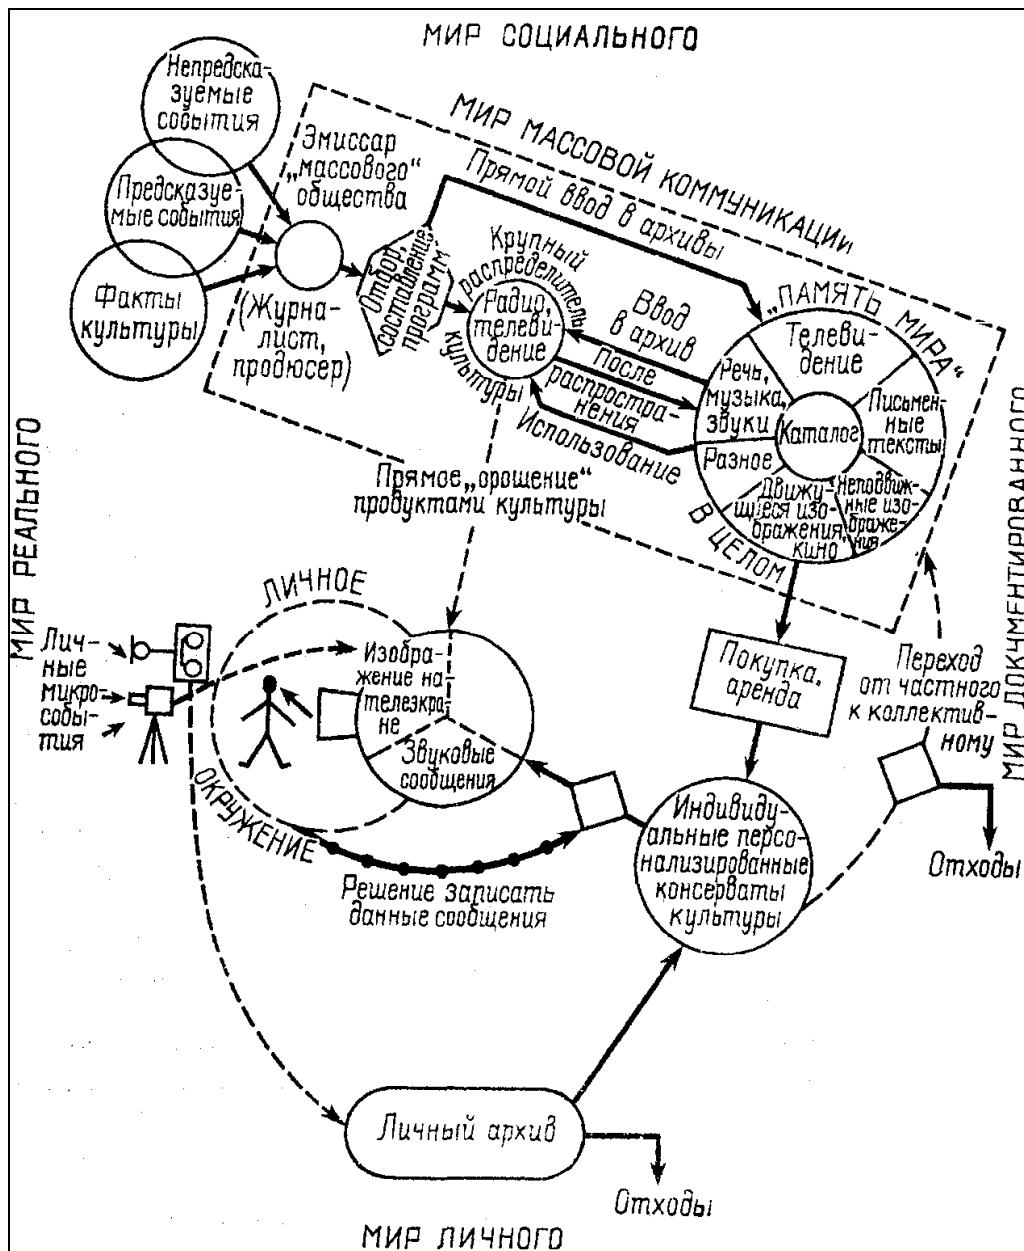 МИР СОЦИАЛЬНОГО
Непредска-
зуемые
события
Предсказуе-
мые события
Факты
культуры
Эмиссар
„массового“
общества
(Журна-
лист,
продюсер)
МИР МАССОВОЙ КОММУНИКАЦИИ
Прямой ввод в архивы
Отбор,
составление
программ
Крупный
распределитель
культуры
Радио,
телеви-
дение
Ввод
в архив
После
распростра-
нения
Использование
„ПАМЯТЬ МИРА“
В ЦЕЛОМ
Телеви-
дение
Речь,
музыка,
звуки
Каталог
Письмен-
ные
тексты
Разное
Движу-
щиеся изо-
бражения,
кино
Неподвиж-
ные изо-
браже-
ния
Прямое „орошение“
продуктами культуры
МИР РЕАЛЬНОГО
МИР ДОКУМЕНТИРОВАННОГО
ЛИЧНОЕ
ОКРУЖЕНИЕ
Лич-
ные
микро-
собы-
тия
Изобра-
жение на
телеэкра-
не
Звуковые
сообщения
Покупка,
аренда
Переход
от частного
к коллектив-
ному
Индивиду-
альные персо-
нализированные
консерваты
культуры
Отходы
Решение записать
данные сообщения
Личный архив
Отходы
МИР ЛИЧНОГО